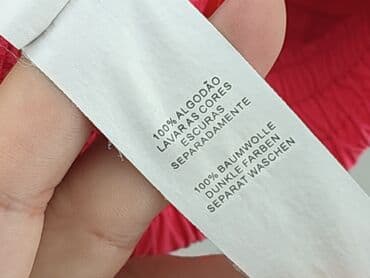 100% ALGODÃO
LAVAR AS CORES
ESCURAS
SEPARADAMENTE
100% BAUMWOLLE
DUNKLE FARBEN
SEPARAT WASCHEN